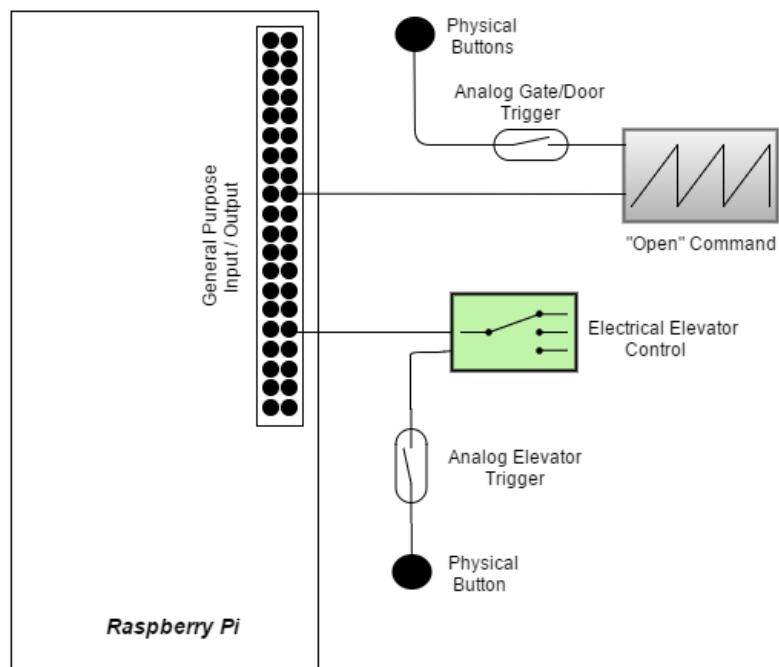 Physical
Buttons
Analog Gate/Door
Trigger
General Purpose
Input / Output
"Open" Command
Electrical Elevator
Control
Analog Elevator
Trigger
Physical
Button
Raspberry Pi